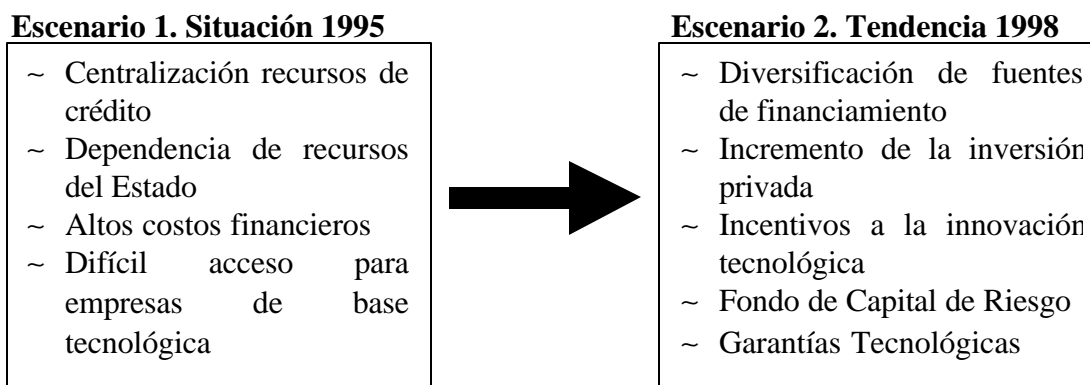 Escenario 1. Situación 1995
~ Centralización recursos de
crédito
~ Dependencia de recursos
del Estado
~ Altos costos financieros
~ Difícil acceso para
empresas de base
tecnológica
Escenario 2. Tendencia 1998
~ Diversificación de fuentes
de financiamiento
~ Incremento de la inversión
privada
~ Incentivos a la innovación
tecnológica
~ Fondo de Capital de Riesgo
~ Garantías Tecnológicas